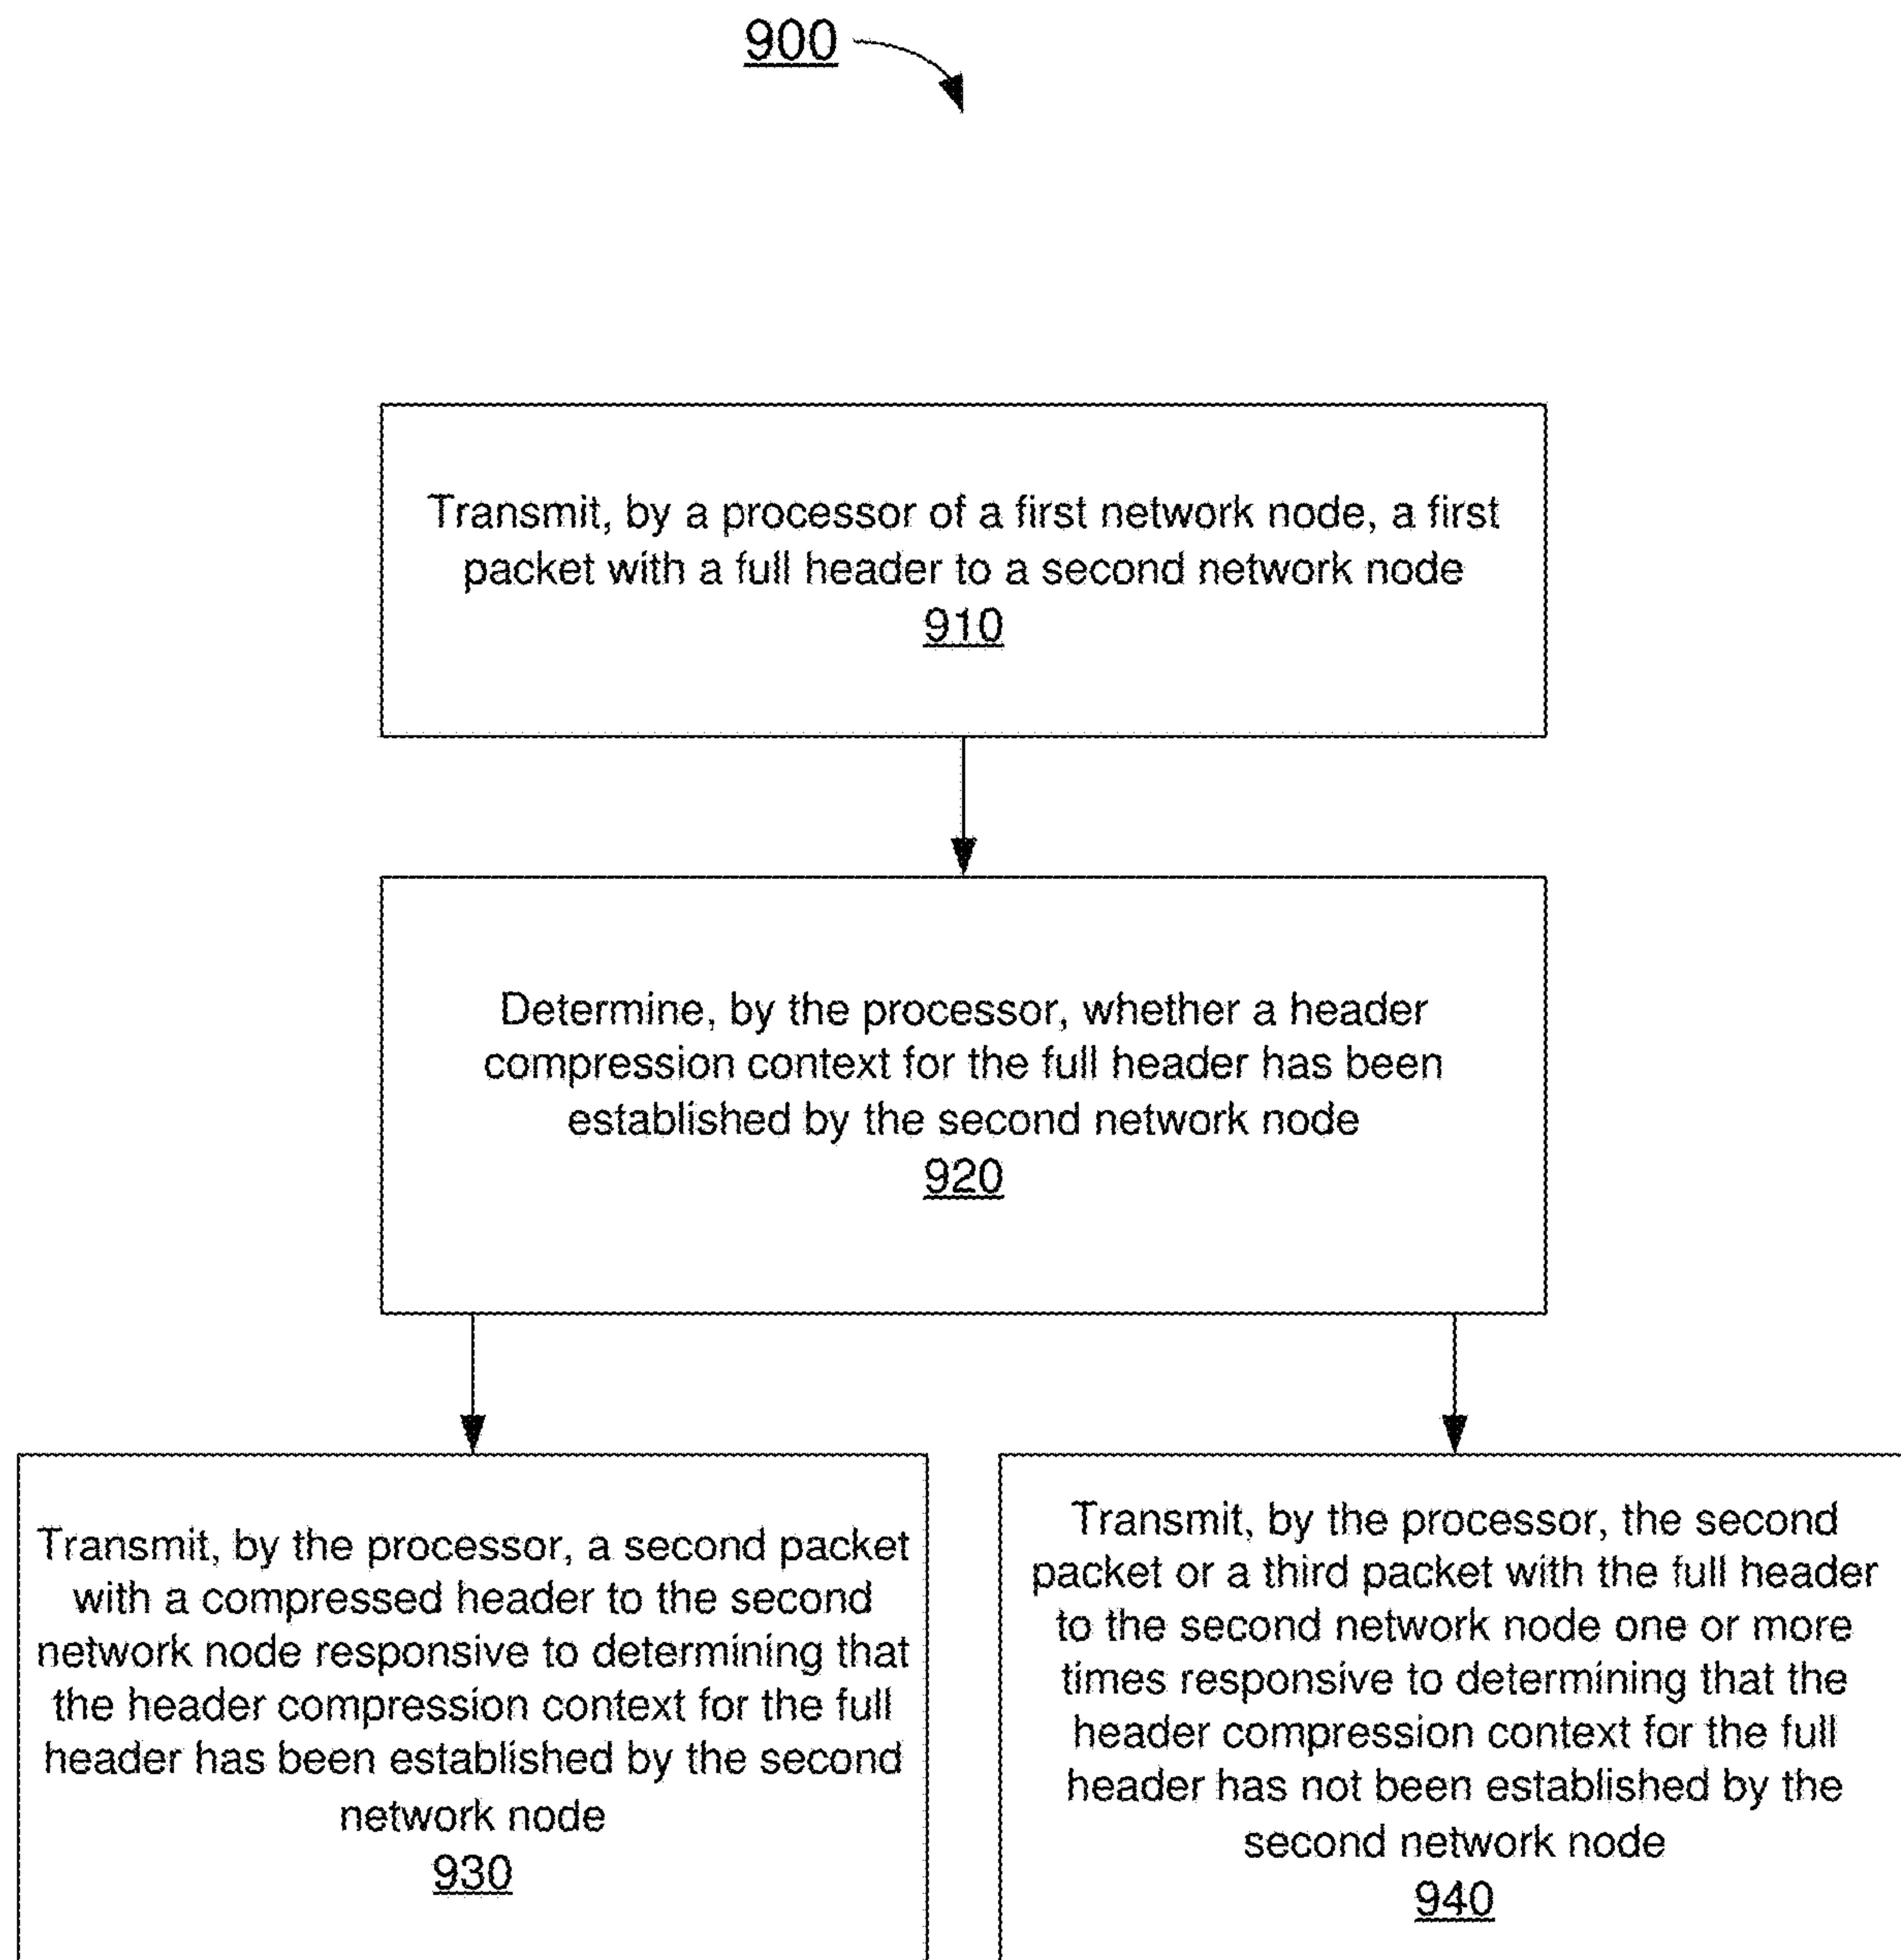 900
Transmit, by a processor of a first network node, a first
packet with a full header to a second network node
910
Determine, by the processor, whether a header
compression context for the full header has been
established by the second network node
920
Transmit, by the processor, a second packet
with a compressed header to the second
network node responsive to determining that
the header compression context for the full
header has been established by the second
network node
930
Transmit, by the processor, the second
packet or a third packet with the full header
to the second network node one or more
times responsive to determining that the
header compression context for the full
header has not been established by the
second network node
940